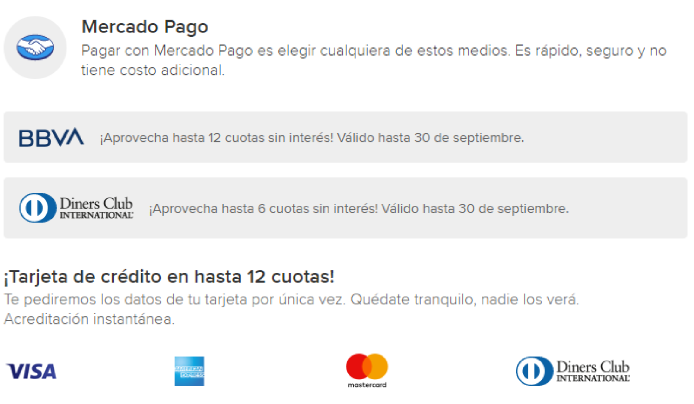 Mercado Pago
Pagar con Mercado Pago es elegir cualquiera de estos medios. Es rápido, seguro y no
tiene costo adicional.
BBVA ¡Aprovecha hasta 12 cuotas sin interés! Válido hasta 30 de septiembre.
Diners Club
INTERNATIONAL ¡Aprovecha hasta 6 cuotas sin interés! Válido hasta 30 de septiembre.
¡Tarjeta de crédito en hasta 12 cuotas!
Te pediremos los datos de tu tarjeta por única vez. Quédate tranquilo, nadie los verá.
Acreditación instantánea.
VISA
AMERICAN
EXPRESS
mastercard
Diners Club
INTERNATIONAL